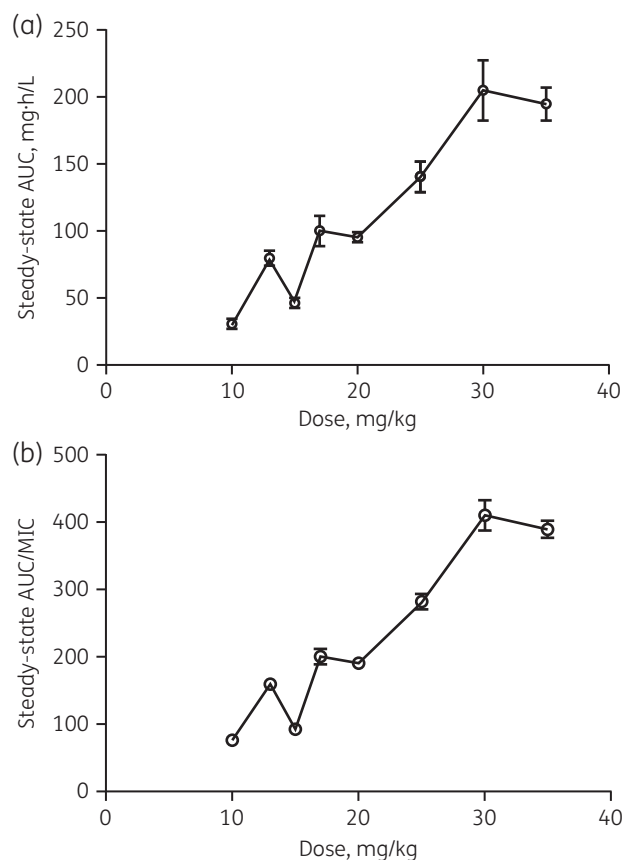 (a)
250
200
150
100
50
0
Steady-state AUC, mg·h/L
0 10 20 30 40
Dose, mg/kg
(b)
500
400
300
200
100
0
Steady-state AUC/MIC
0 10 20 30 40
Dose, mg/kg